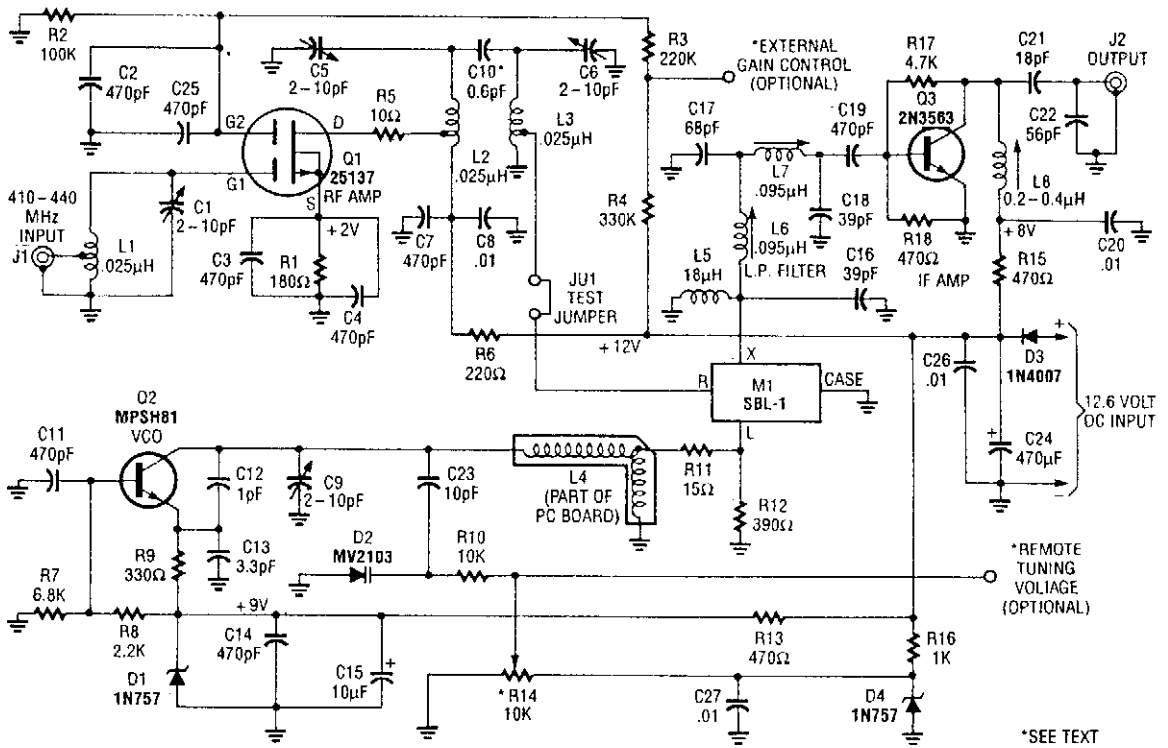 R2
100K
C2
470pF
C25
470pF
C5
2-10pF
C10*
0.6pF
C6
2-10pF
R3
220K
*EXTERNAL
GAIN CONTROL
(OPTIONAL)
R17
4.7K
C21
18pF
J2
OUTPUT
R5
10Ω
L3
.025μH
C17
68pF
C19
470pF
Q3
2N3563
C22
56pF
G2
D
G1
S
Q1
25137
RF AMP
L2
.025μH
L7
.095μH
C18
39pF
L8
0.2-0.4μH
410-440
MHz
INPUT
J1
L1
.025μH
C1
2-10pF
+2V
R4
330K
L6
.095μH
L.P. FILTER
R18
470Ω
IF AMP
+8V
C20
.01
C3
470pF
R1
180Ω
C4
470pF
C7
470pF
C8
.01
JU1
TEST
JUMPER
L5
18μH
C16
39pF
R15
470Ω
R6
220Ω
+12V
X
R
M1
SBL-1
CASE
L
C26
.01
D3
1N4007
+
12.6 VOLT
DC INPUT
-
+
C24
470μF
Q2
MPSH81
VCO
C11
470pF
C12
1pF
C9
2-10pF
C23
10pF
L4
(PART OF
PC BOARD)
R11
15Ω
R12
390Ω
R9
330Ω
C13
3.3pF
D2
MV2103
R10
10K
*REMOTE
TUNING
VOLIAGE
(OPTIONAL)
R7
6.8K
R8
2.2K
+9V
C14
470pF
C15
10μF
+
R13
470Ω
R16
1K
D1
1N757
*R14
10K
C27
.01
D4
1N757
*SEE TEXT